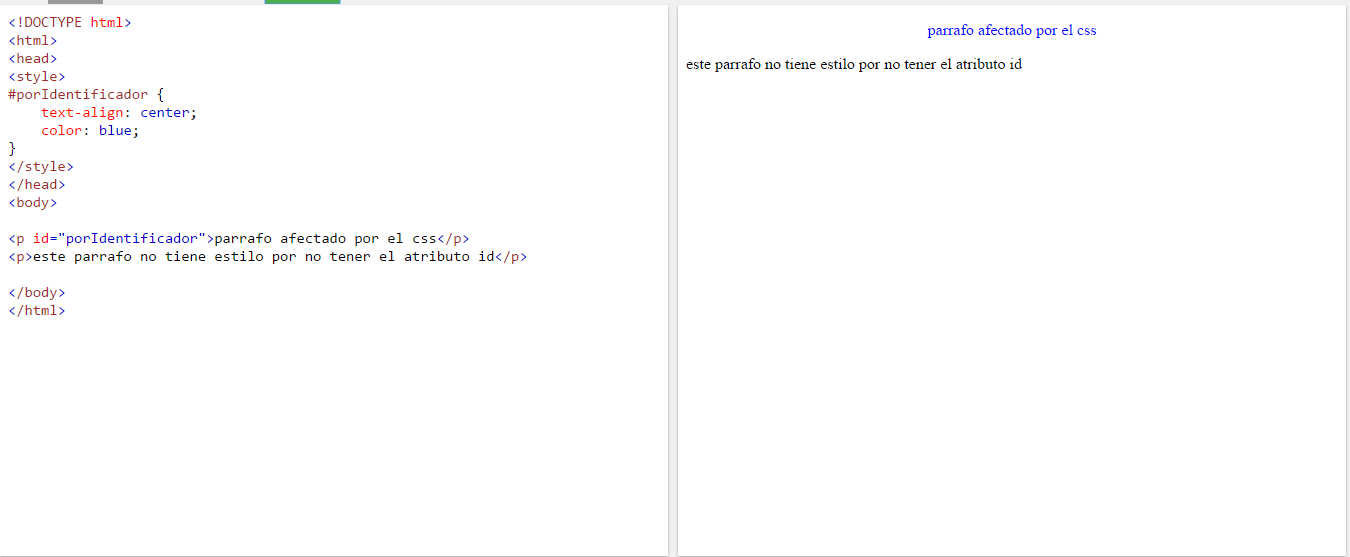 <!DOCTYPE html>
<html>
<head>
<style>
#porIdentificador {
    text-align: center;
    color: blue;
}
</style>
</head>
<body>

<p id="porIdentificador">parrafo afectado por el css</p>
<p>este parrafo no tiene estilo por no tener el atributo id</p>

</body>
</html>
parrafo afectado por el css
este parrafo no tiene estilo por no tener el atributo id